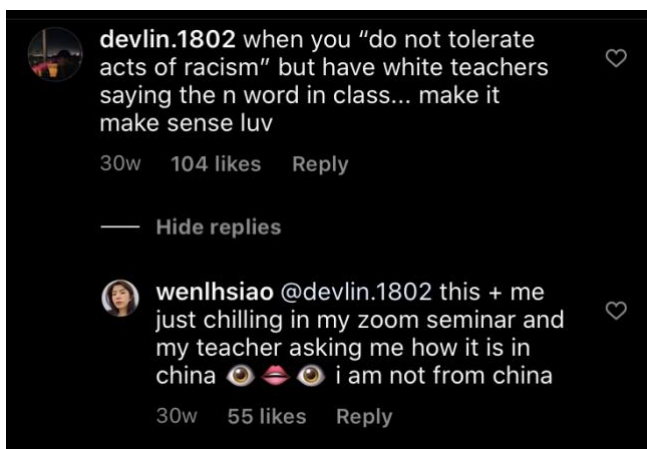 devlin.1802 when you “do not tolerate
acts of racism” but have white teachers
saying the n word in class... make it
make sense luv
30w 104 likes Reply
Hide replies
wenlhsiao @devlin.1802 this + me
just chilling in my zoom seminar and
my teacher asking me how it is in
china 👁️👄👁️ i am not from china
30w 55 likes Reply